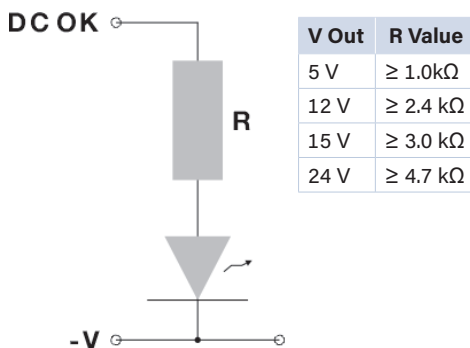 DC OK
R
-V
V Out R Value
5 V ≥ 1.0kΩ
12 V ≥ 2.4 kΩ
15 V ≥ 3.0 kΩ
24 V ≥ 4.7 kΩ